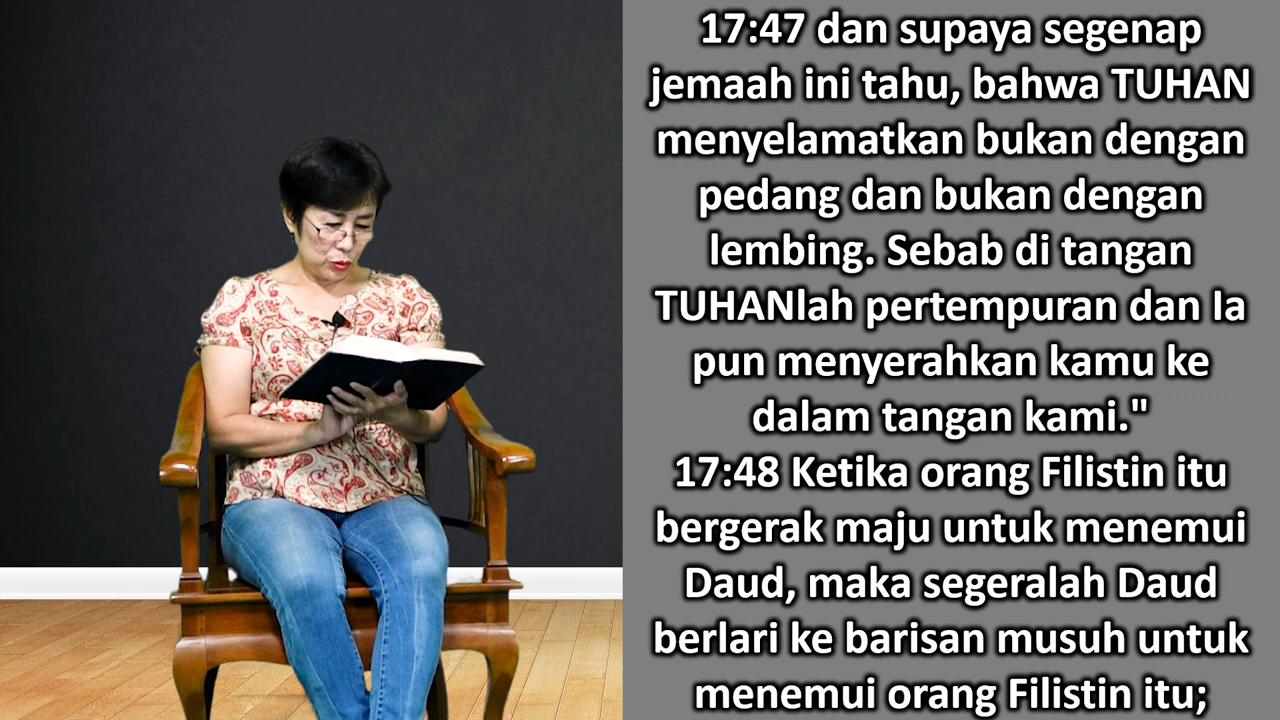 17:47 dan supaya segenap
jemaah ini tahu, bahwa TUHAN
menyelamatkan bukan dengan
pedang dan bukan dengan
lembing. Sebab di tangan
TUHANlah pertempuran dan Ia
pun menyerahkan kamu ke
dalam tangan kami."
17:48 Ketika orang Filistin itu
bergerak maju untuk menemui
Daud, maka segeralah Daud
berlari ke barisan musuh untuk
menemui orang Filistin itu;